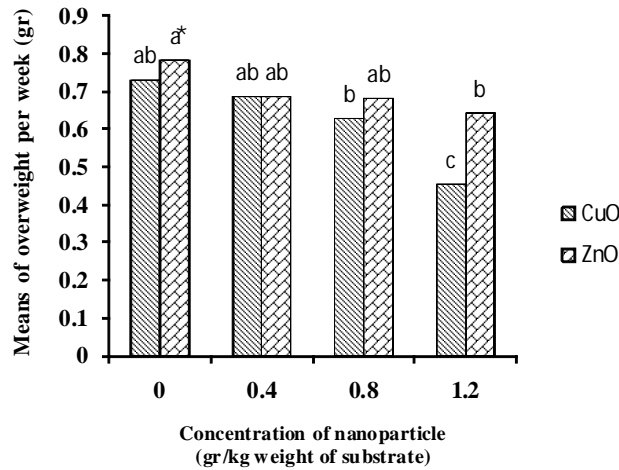 Means of overweight per week (gr)
0.9
0.8
0.7
0.6
0.5
0.4
0.3
0.2
0.1
0
ab
a*
ab
ab
b
ab
c
b
0
0.4
0.8
1.2
Concentration of nanoparticle
(gr/kg weight of substrate)
CuO
ZnO